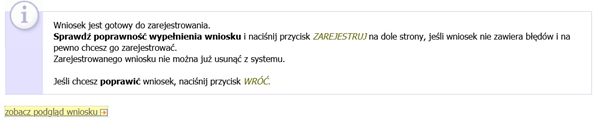 Wniosek jest gotowy do zarejestrowania.
Sprawdź poprawność wypełnienia wniosku i naciśnij przycisk ZAREJESTRUJ na dole strony, jeśli wniosek nie zawiera błędów i na
pewno chcesz go zarejestrować.
Zarejestrowanego wniosku nie można już usunąć z systemu.
Jeśli chcesz poprawić wniosek, naciśnij przycisk WRÓĆ.
zobacz podgląd wniosku